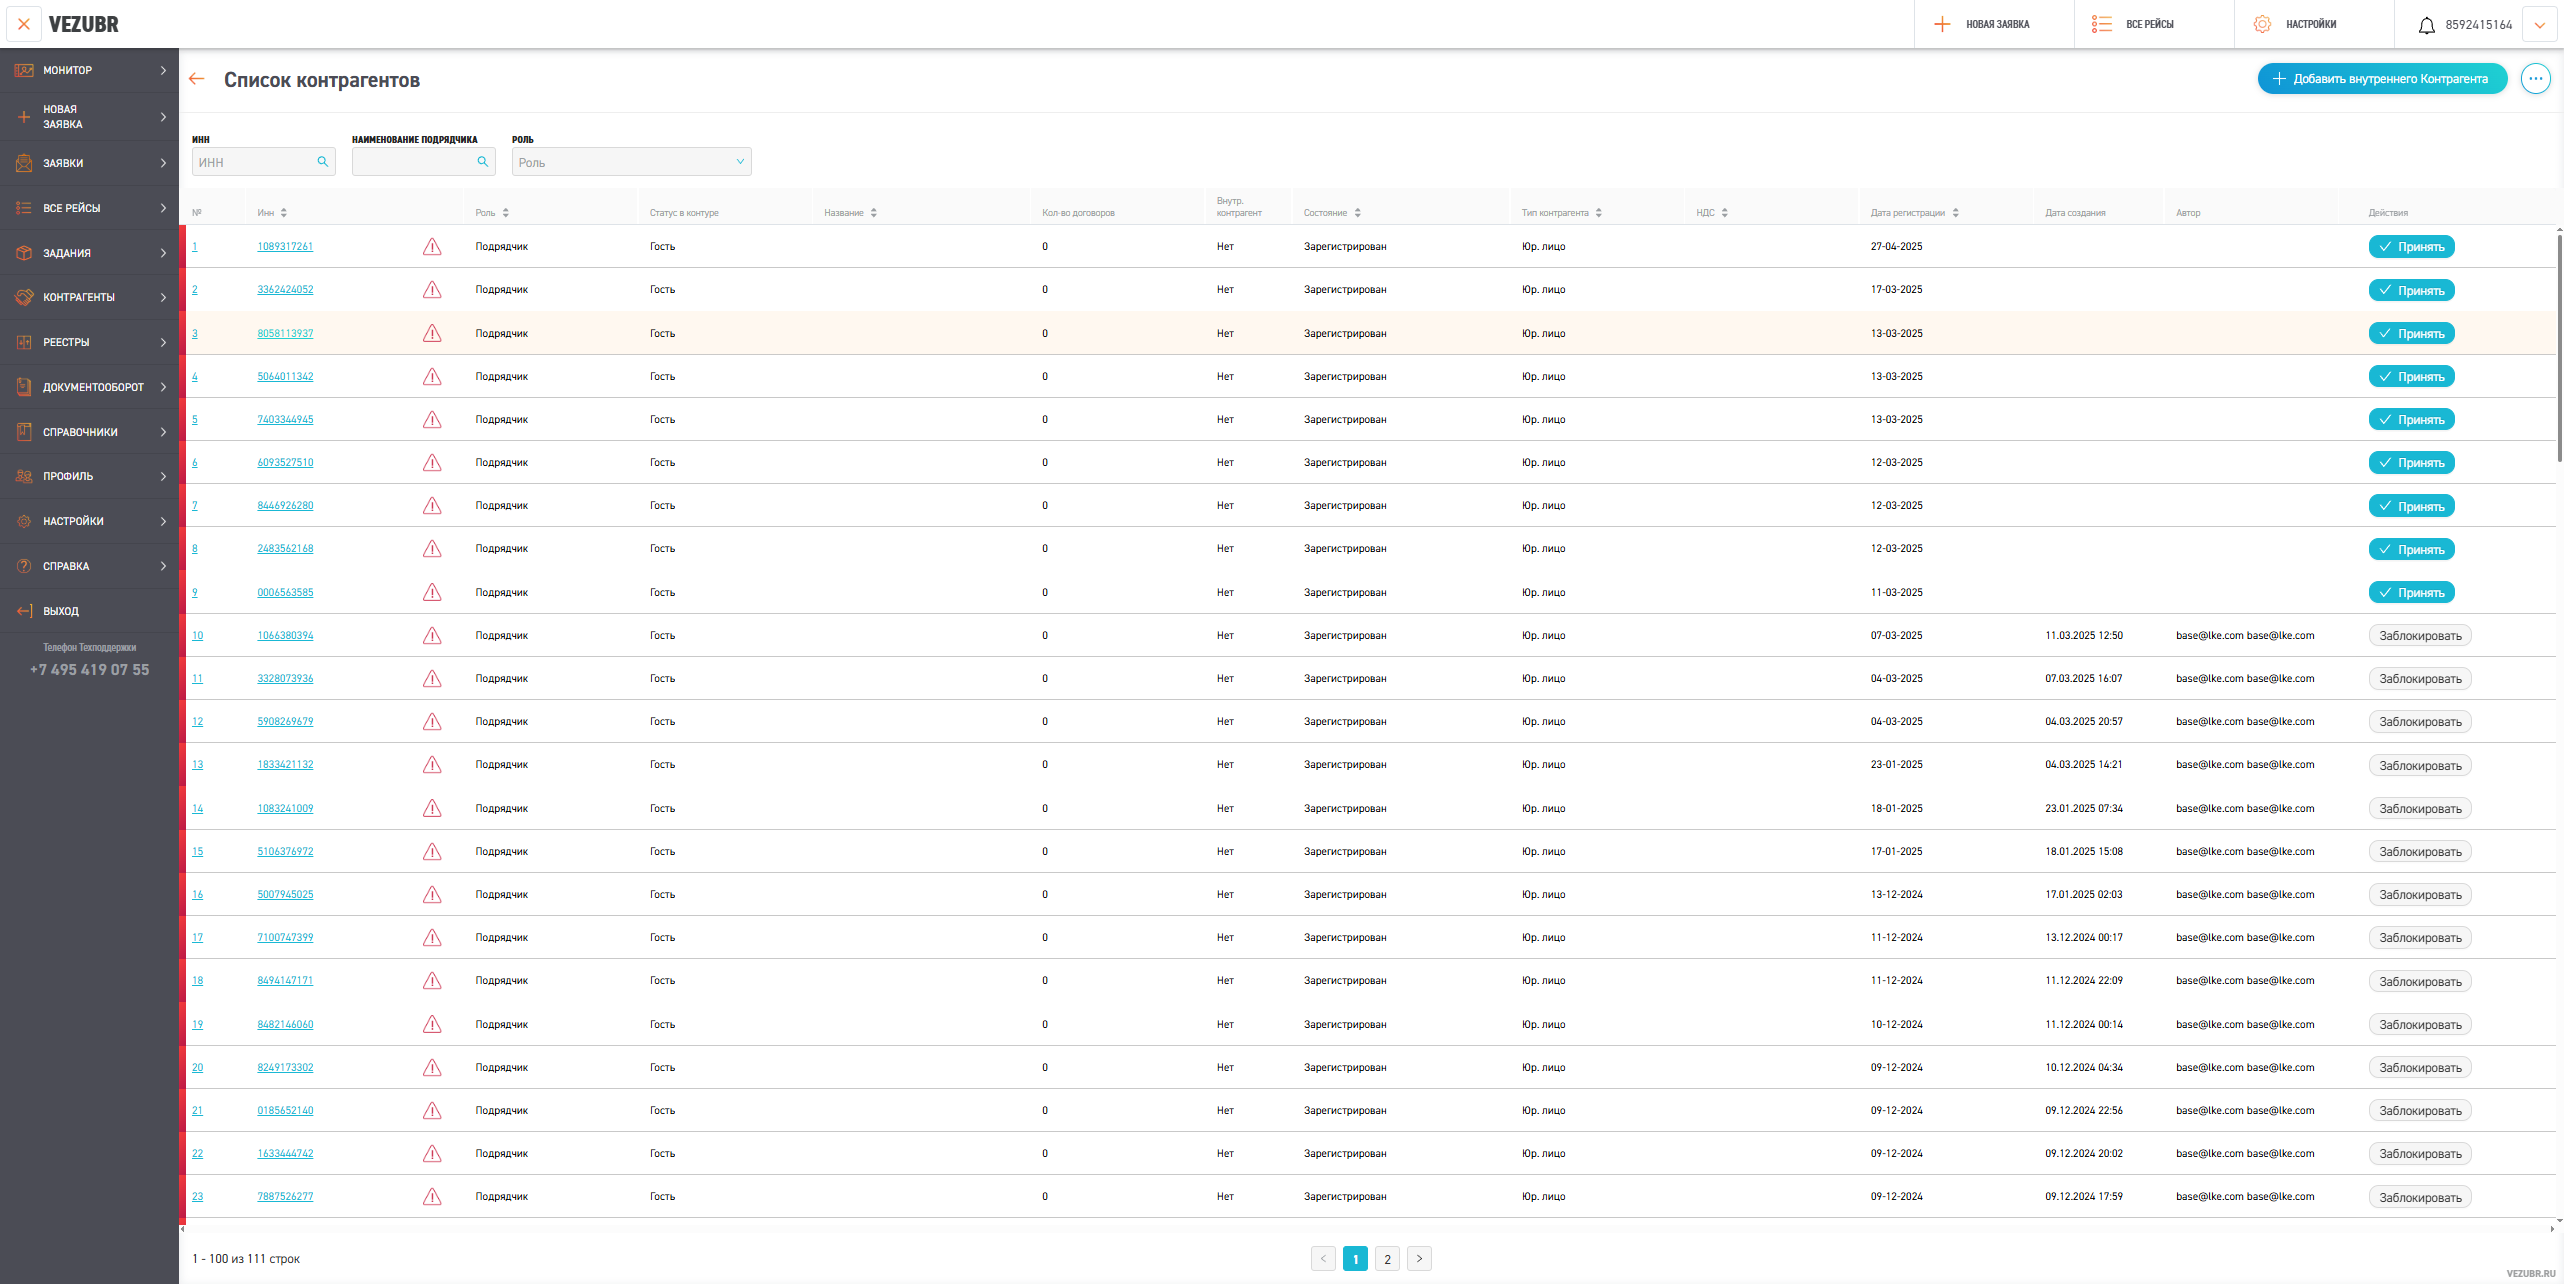 VEZUBR
НОВАЯ ЗАЯВКА
ВСЕ РЕЙСЫ
НАСТРОЙКИ
8592415164
МОНИТОР
НОВАЯ
ЗАЯВКА
ЗАЯВКИ
ВСЕ РЕЙСЫ
ЗАДАНИЯ
КОНТРАГЕНТЫ
РЕЕСТРЫ
ДОКУМЕНТООБОРОТ
СПРАВОЧНИКИ
ПРОФИЛЬ
НАСТРОЙКИ
СПРАВКА
ВЫХОД
Телефон Техподдержки
+7 495 419 07 55
Список контрагентов
Добавить внутреннего Контрагента
ИНН НАИМЕНОВАНИЕ ПОДРЯДЧИКА РОЛЬ
ИНН Роль
№ Инн Роль Статус в контуре Название Кол-во договоров Внутр. контрагент Состояние Тип контрагента НДС Дата регистрации Дата создания Автор Действия
1 1089317261 Подрядчик Гость 0 Нет Зарегистрирован Юр. лицо 27-04-2025 Принять
2 3362424052 Подрядчик Гость 0 Нет Зарегистрирован Юр. лицо 17-03-2025 Принять
3 8058113937 Подрядчик Гость 0 Нет Зарегистрирован Юр. лицо 13-03-2025 Принять
4 5064011342 Подрядчик Гость 0 Нет Зарегистрирован Юр. лицо 13-03-2025 Принять
5 7403344945 Подрядчик Гость 0 Нет Зарегистрирован Юр. лицо 13-03-2025 Принять
6 6093527510 Подрядчик Гость 0 Нет Зарегистрирован Юр. лицо 12-03-2025 Принять
7 8446926280 Подрядчик Гость 0 Нет Зарегистрирован Юр. лицо 12-03-2025 Принять
8 2483562168 Подрядчик Гость 0 Нет Зарегистрирован Юр. лицо 12-03-2025 Принять
9 0006563585 Подрядчик Гость 0 Нет Зарегистрирован Юр. лицо 11-03-2025 Принять
10 1066380394 Подрядчик Гость 0 Нет Зарегистрирован Юр. лицо 07-03-2025 11.03.2025 12:50 base@lke.com base@lke.com Заблокировать
11 3328073936 Подрядчик Гость 0 Нет Зарегистрирован Юр. лицо 04-03-2025 07.03.2025 16:07 base@lke.com base@lke.com Заблокировать
12 5908269679 Подрядчик Гость 0 Нет Зарегистрирован Юр. лицо 04-03-2025 04.03.2025 20:57 base@lke.com base@lke.com Заблокировать
13 1833421132 Подрядчик Гость 0 Нет Зарегистрирован Юр. лицо 23-01-2025 04.03.2025 14:21 base@lke.com base@lke.com Заблокировать
14 1083241009 Подрядчик Гость 0 Нет Зарегистрирован Юр. лицо 18-01-2025 23.01.2025 07:34 base@lke.com base@lke.com Заблокировать
15 5106376972 Подрядчик Гость 0 Нет Зарегистрирован Юр. лицо 17-01-2025 18.01.2025 15:08 base@lke.com base@lke.com Заблокировать
16 5007945025 Подрядчик Гость 0 Нет Зарегистрирован Юр. лицо 13-12-2024 17.01.2025 02:03 base@lke.com base@lke.com Заблокировать
17 7100747399 Подрядчик Гость 0 Нет Зарегистрирован Юр. лицо 11-12-2024 13.12.2024 00:17 base@lke.com base@lke.com Заблокировать
18 8494147171 Подрядчик Гость 0 Нет Зарегистрирован Юр. лицо 11-12-2024 11.12.2024 22:09 base@lke.com base@lke.com Заблокировать
19 8482146060 Подрядчик Гость 0 Нет Зарегистрирован Юр. лицо 10-12-2024 11.12.2024 00:14 base@lke.com base@lke.com Заблокировать
20 8249173302 Подрядчик Гость 0 Нет Зарегистрирован Юр. лицо 09-12-2024 10.12.2024 04:34 base@lke.com base@lke.com Заблокировать
21 0185652140 Подрядчик Гость 0 Нет Зарегистрирован Юр. лицо 09-12-2024 09.12.2024 22:56 base@lke.com base@lke.com Заблокировать
22 1633444742 Подрядчик Гость 0 Нет Зарегистрирован Юр. лицо 09-12-2024 09.12.2024 20:02 base@lke.com base@lke.com Заблокировать
23 7887526277 Подрядчик Гость 0 Нет Зарегистрирован Юр. лицо 09-12-2024 09.12.2024 17:59 base@lke.com base@lke.com Заблокировать
1 - 100 из 111 строк
< 1 2 >
VEZUBR.RU